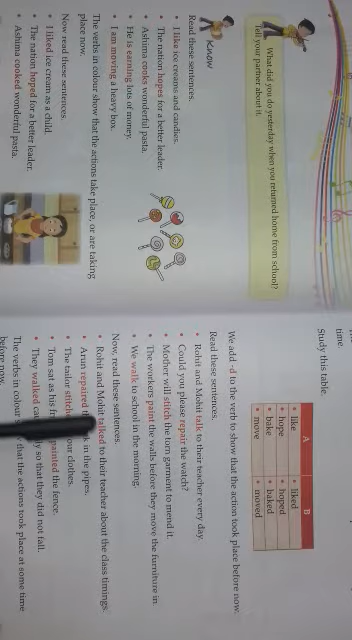 What did you do yesterday when you returned home from school?
Tell your partner about it.
Know
Read these sentences.
• I like ice creams and candies.
• The nation hopes for a better leader.
• Ashima cooks wonderful pasta.
• He is earning lots of money.
• I am moving a heavy box.
The verbs in colour show that the actions take place, or are taking
place now.
Now read these sentences.
• I liked ice cream as a child.
• The nation hoped for a better leader.
• Ashima cooked wonderful pasta.
time.
Study this table.
A B
• like • liked
• hope • hoped
• bake • baked
• move • moved
We add -d to the verb to show that the action took place before now.
Read these sentences.
• Rohit and Mohit talk to their teacher every day.
• Could you please repair the watch?
• Mother will stitch the torn garment to mend it.
• The workers paint the walls before they move the furniture in.
• We walk to school in the morning.
Now, read these sentences.
• Rohit and Mohit talked to their teacher about the class timings.
• Arun repaired in the pipes.
• The tailor our clothes.
• Tom sat as his painted the fence.
• They walked so that they did not fall.
The verbs in colour that the actions took place at some time
before now.